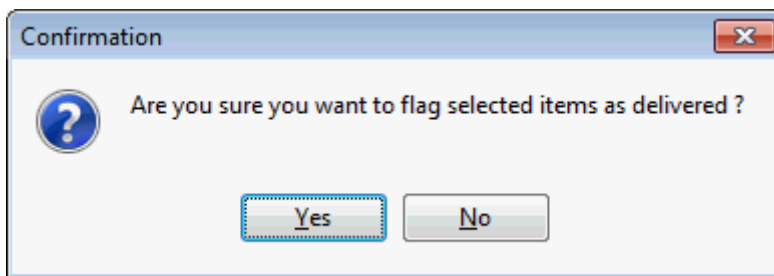 Confirmation
Are you sure you want to flag selected items as delivered ?
Yes
No